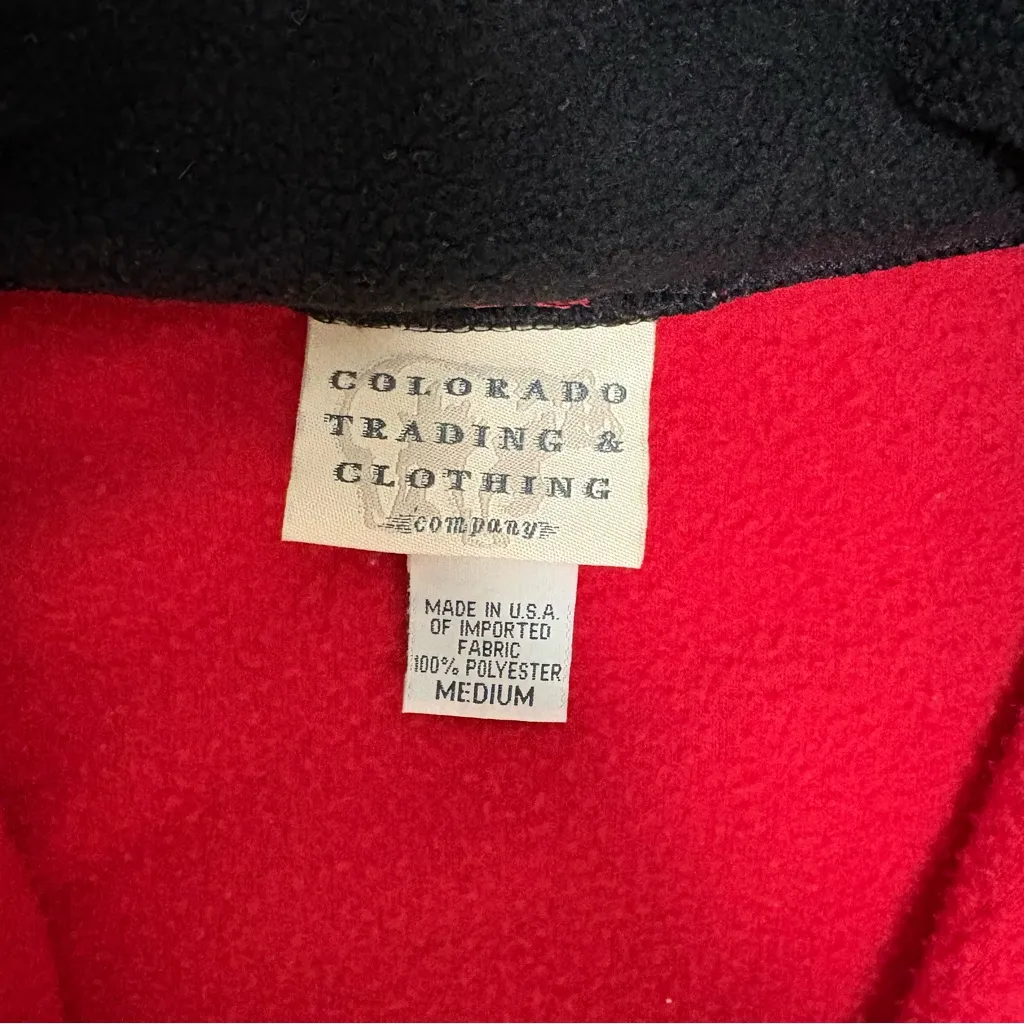 COLORADO
TRADING &
CLOTHING
company
MADE IN U.S.A.
OF IMPORTED
FABRIC
100% POLYESTER
MEDIUM